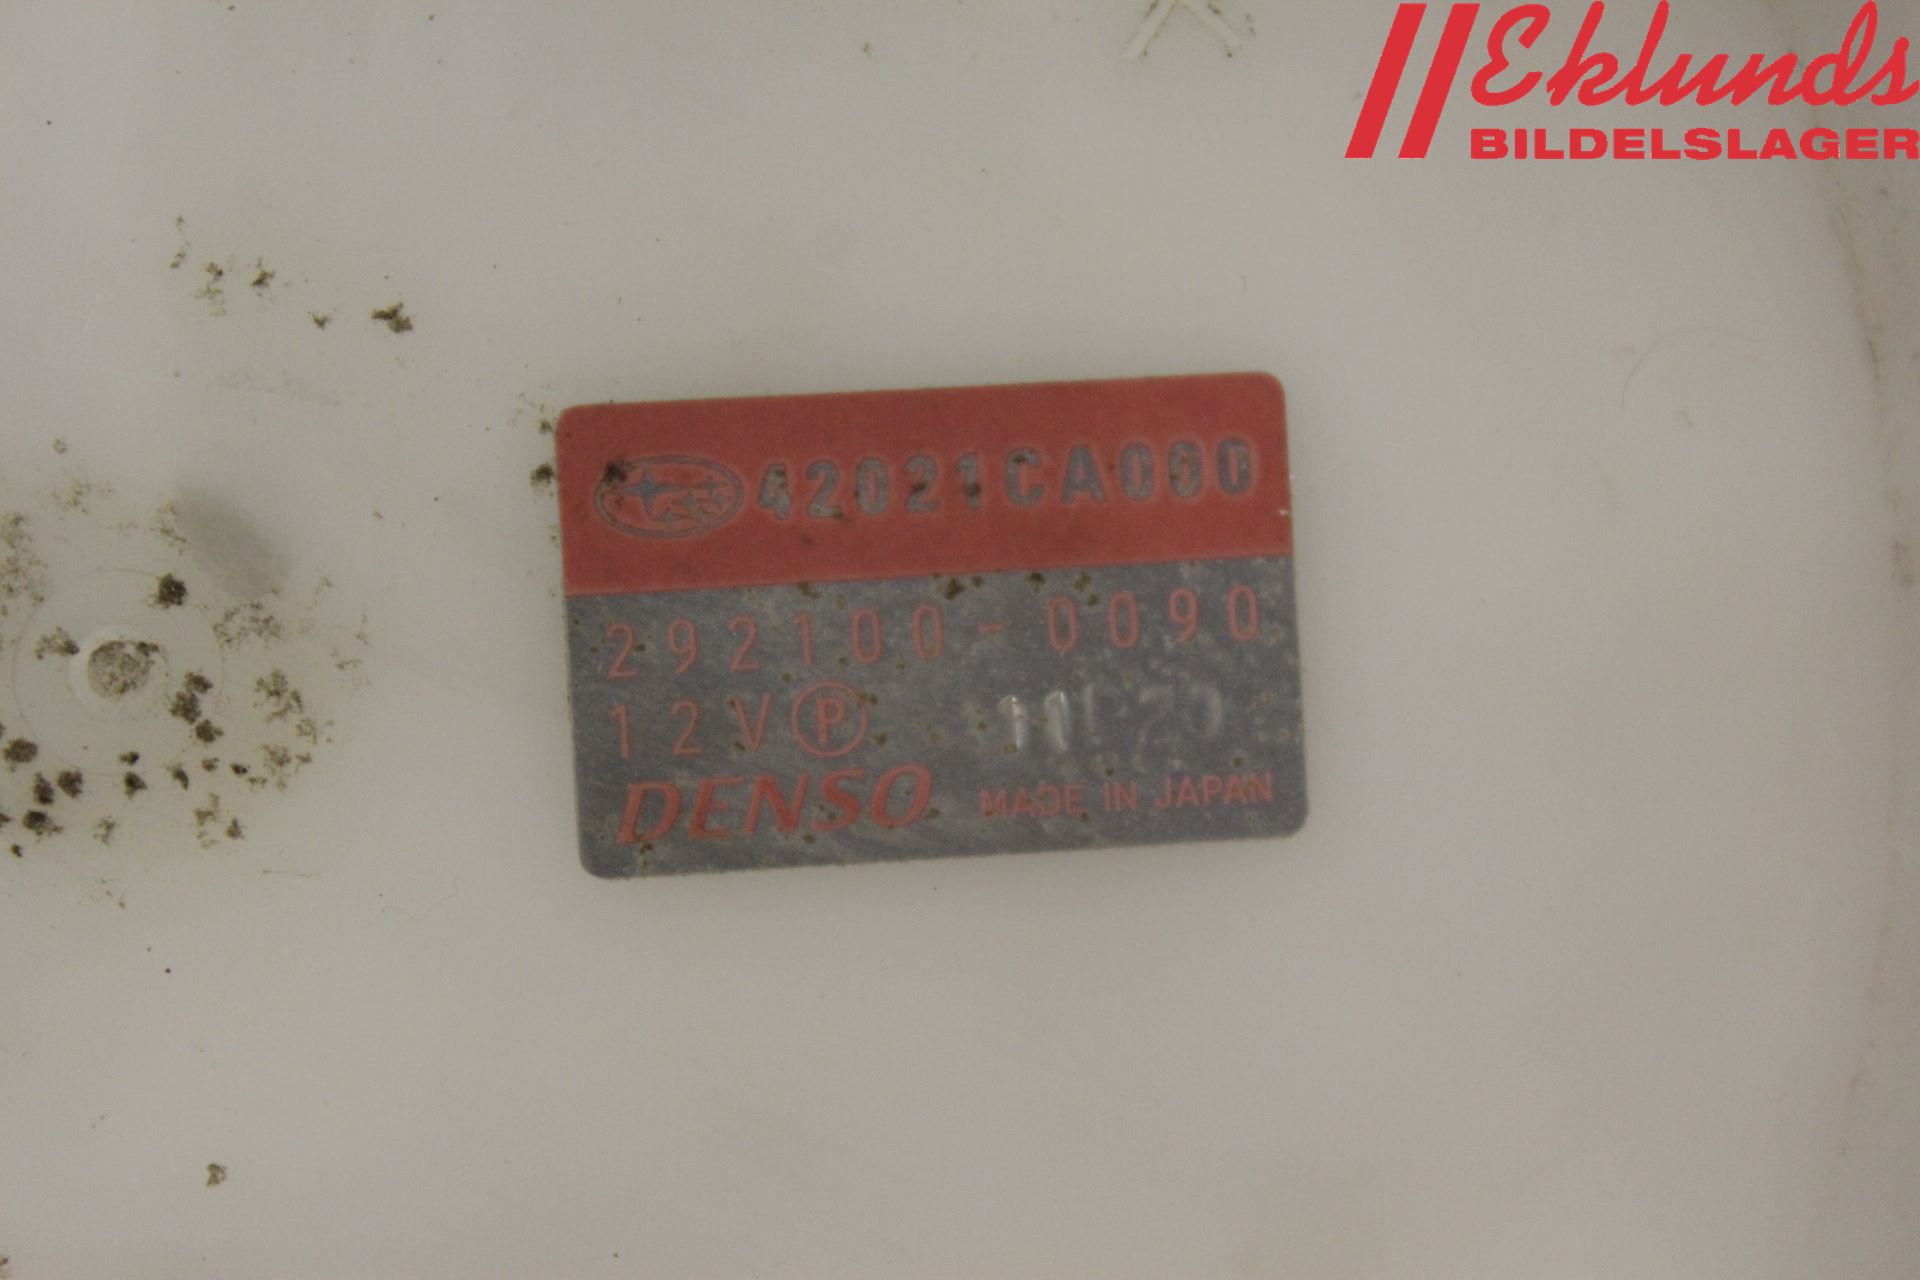 Eklunds
BILDELSLAGER
42021CA000
292100-0090
12V Ⓟ
DENSO MADE IN JAPAN